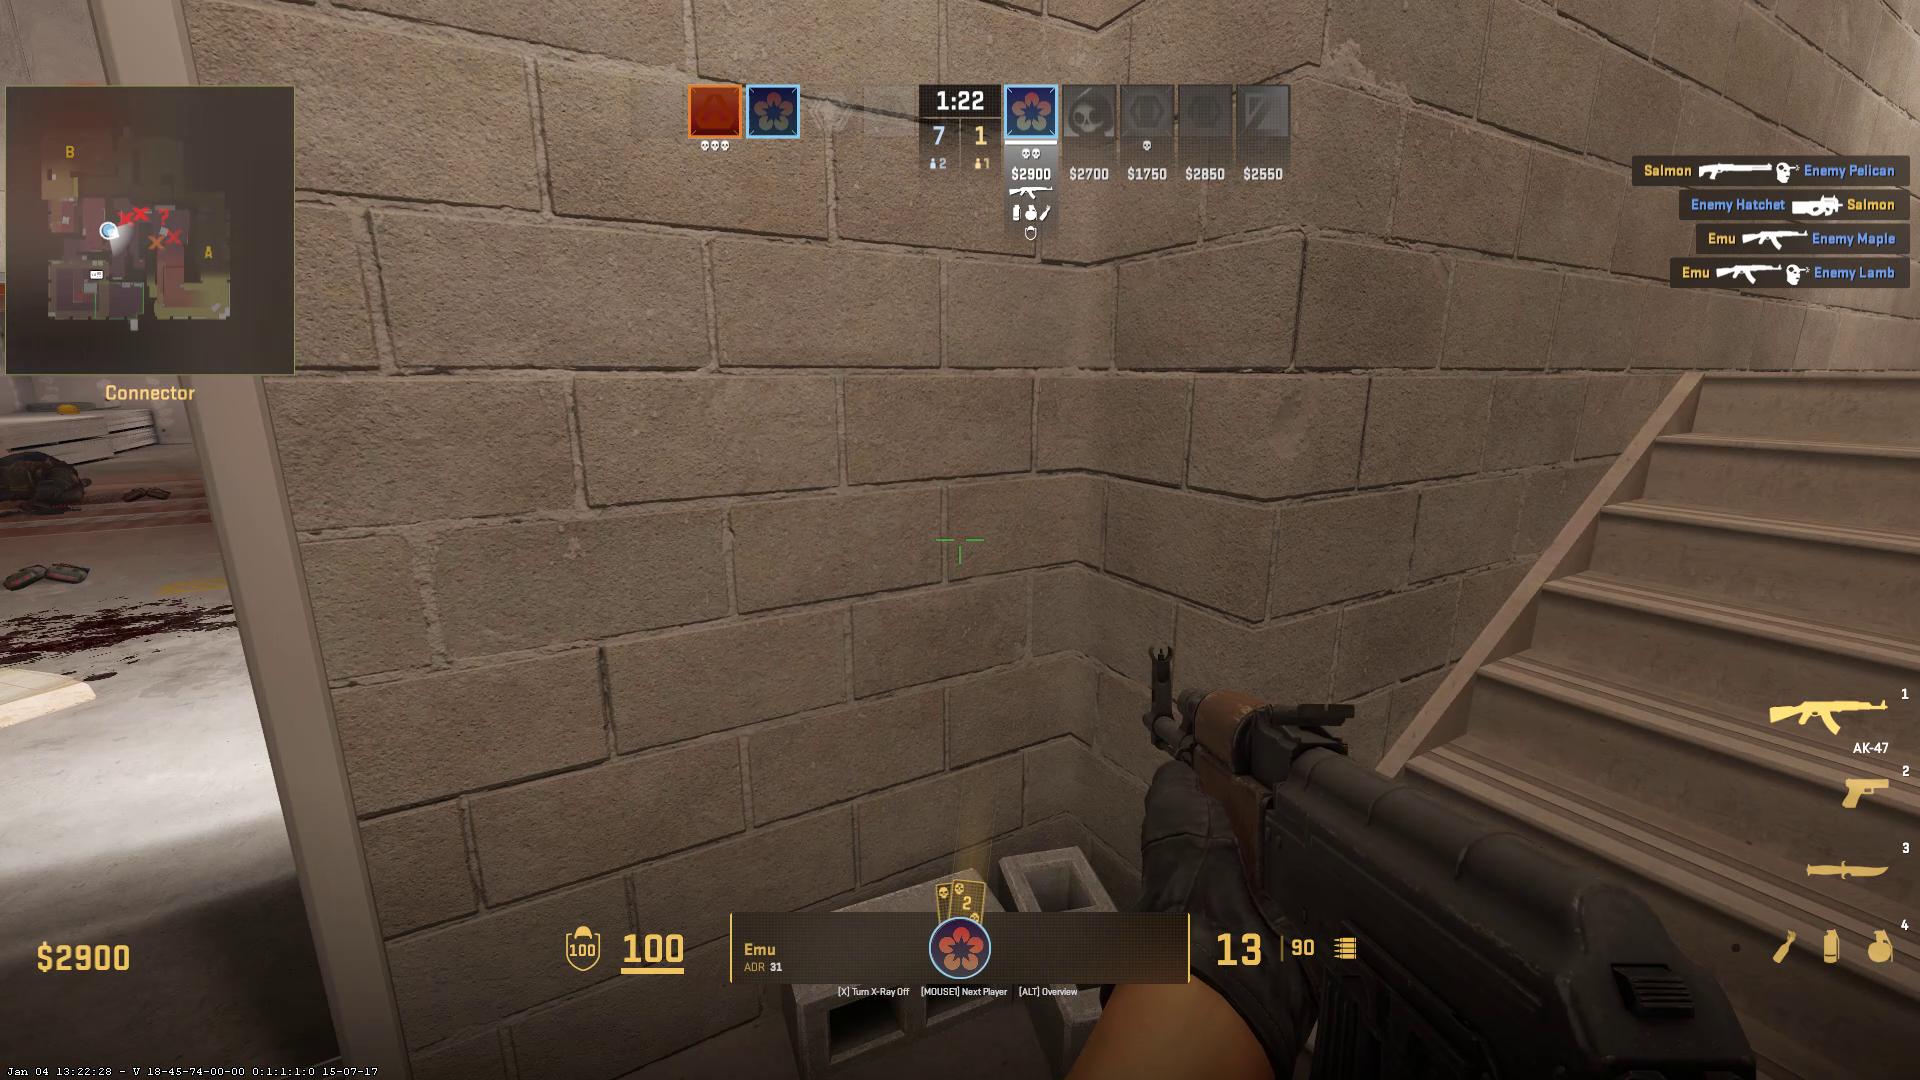 1:22
7 1
2 1
$2900 $2700 $1750 $2850 $2550
B
A
Connector
Salmon Enemy Pelican
Enemy Hatchet Salmon
Emu Enemy Maple
Emu Enemy Lamb
1
AK-47
2
3
4
$2900
100 100
2
Emu
ADR 31
13 | 90
[X] Turn X-Ray Off [MOUSE1] Next Player [ALT] Overview
Jan 04 13:22:28 - V 18-45-74-00-00 0:1:1:1:0 15-07-17